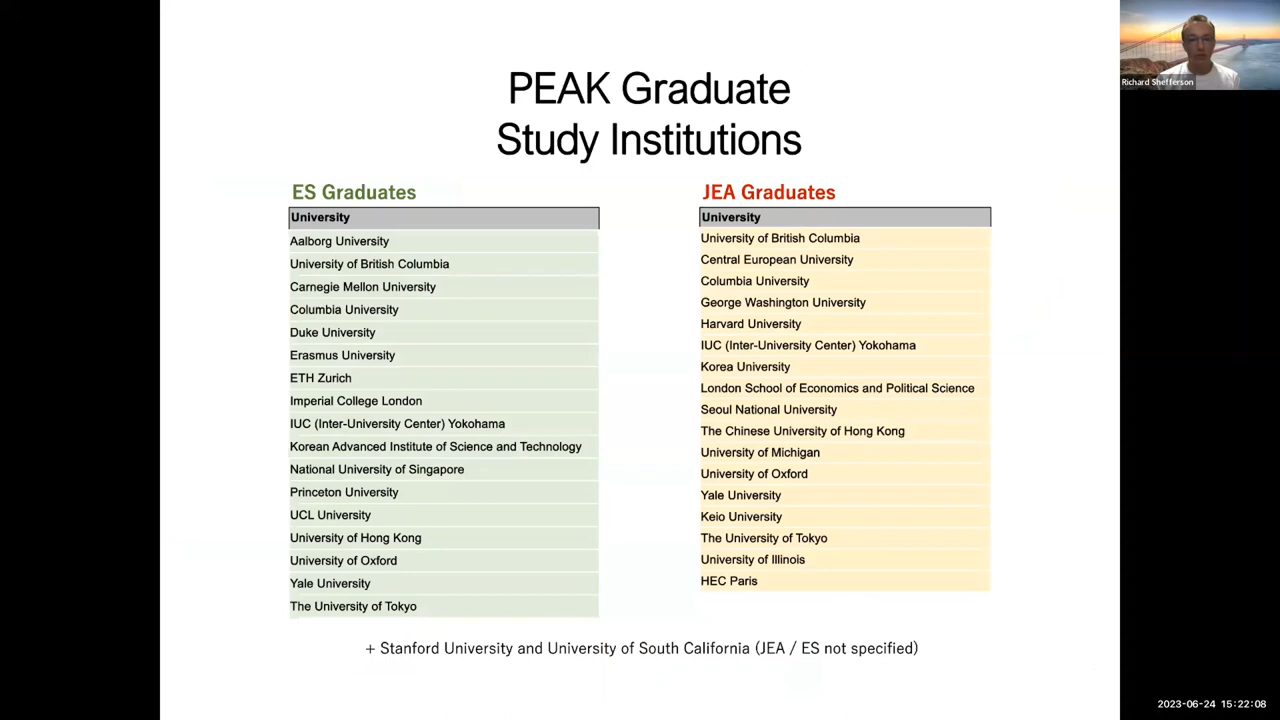 PEAK Graduate
Study Institutions
ES Graduates
University
Aalborg University
University of British Columbia
Carnegie Mellon University
Columbia University
Duke University
Erasmus University
ETH Zurich
Imperial College London
IUC (Inter-University Center) Yokohama
Korean Advanced Institute of Science and Technology
National University of Singapore
Princeton University
UCL University
University of Hong Kong
University of Oxford
Yale University
The University of Tokyo
JEA Graduates
University
University of British Columbia
Central European University
Columbia University
George Washington University
Harvard University
IUC (Inter-University Center) Yokohama
Korea University
London School of Economics and Political Science
Seoul National University
The Chinese University of Hong Kong
University of Michigan
University of Oxford
Yale University
Keio University
The University of Tokyo
University of Illinois
HEC Paris
+ Stanford University and University of South California (JEA / ES not specified)
Richard Shefferson
2023-06-24 15:22:08